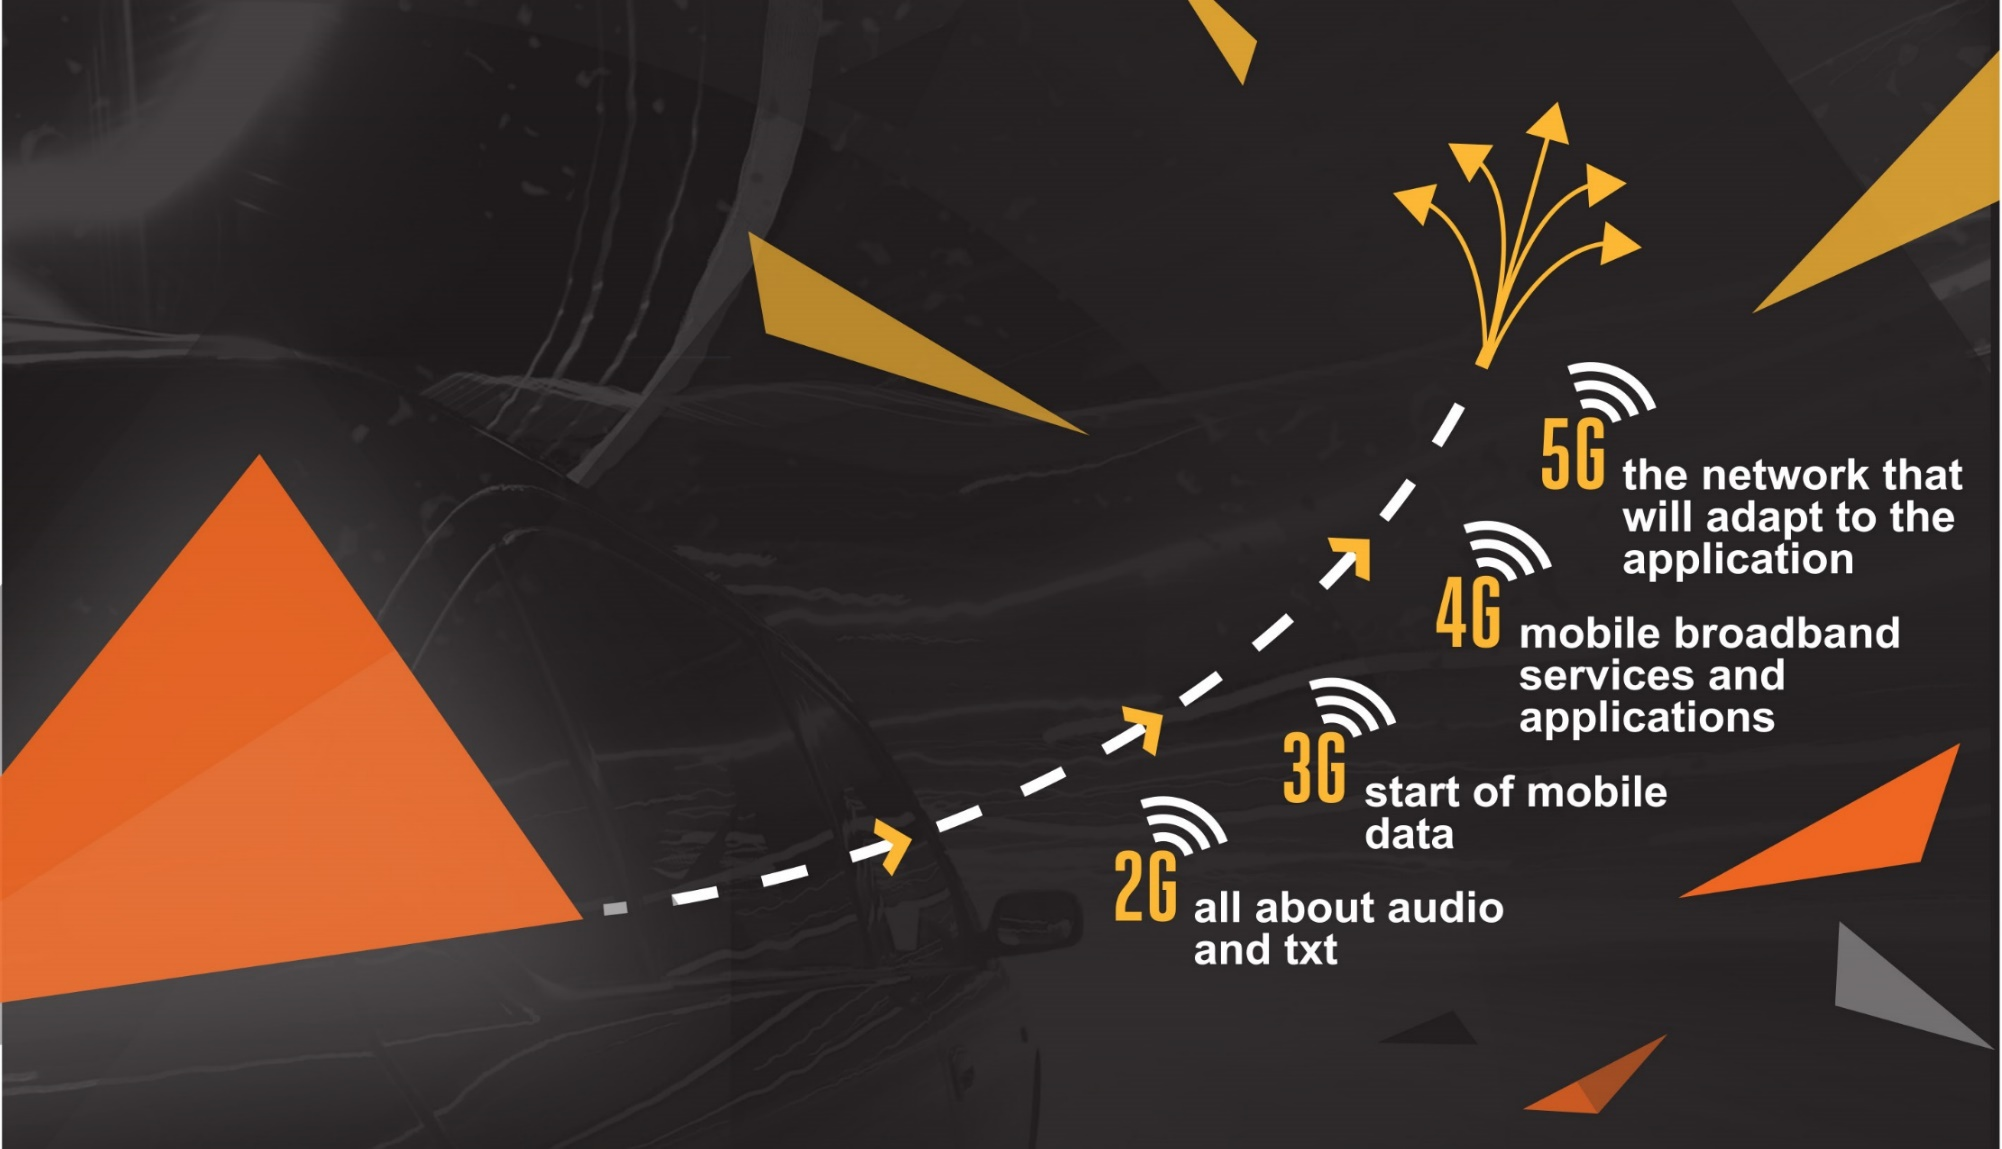 5G
the network that
will adapt to the
application
4G
mobile broadband
services and
applications
3G
start of mobile
data
2G
all about audio
and txt